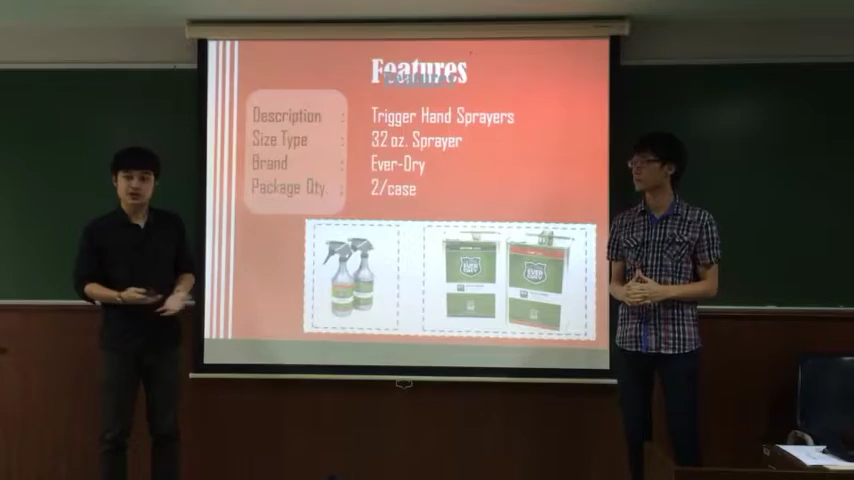 Features
Description : Trigger Hand Sprayers
Size Type : 32 oz. Sprayer
Brand : Ever-Dry
Package Qty. : 2/case
EVER DRY
EVER DRY